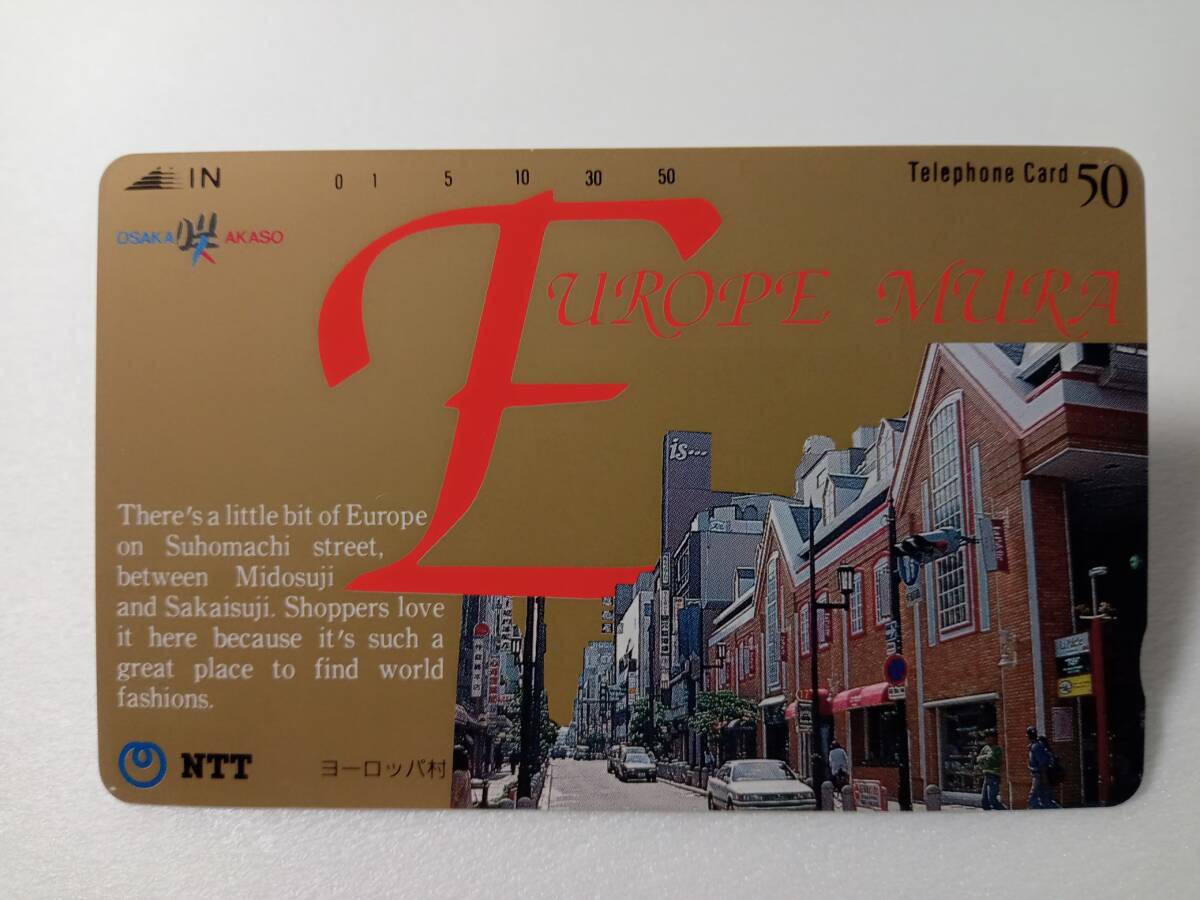 IN
0 1 5 10 30 50
Telephone Card 50
OSAKA 咲 AKASO
EUROPE MURA
is...
There's a little bit of Europe
on Suhomachi street,
between Midosuji
and Sakaisuji. Shoppers love
it here because it's such a
great place to find world
fashions.
NTT
ヨーロッパ村